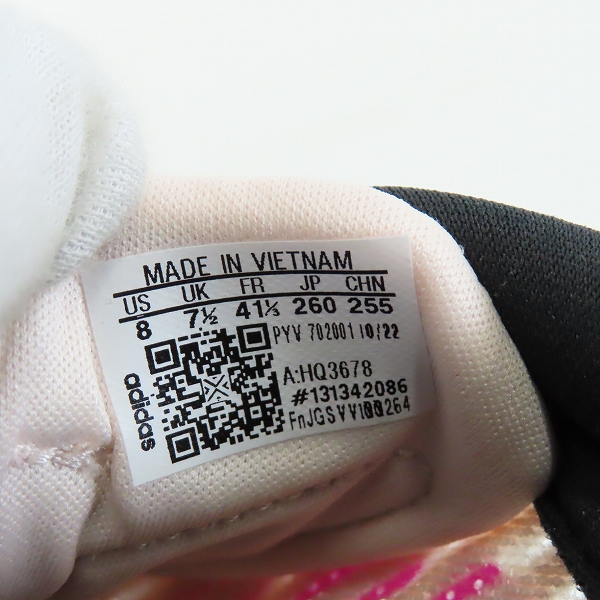 MADE IN VIETNAM
US UK FR JP CHN
8 7½ 41⅓ 260 255
PYV 702001 10/22
A:HQ3678
#131342086
adidas